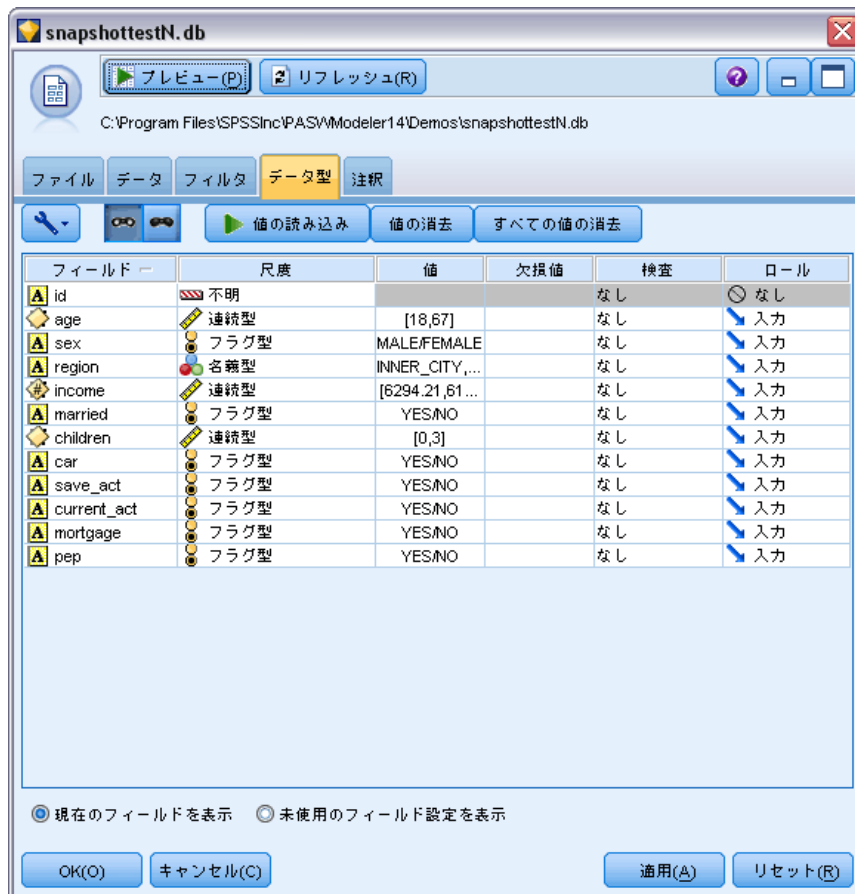 snapshottestN.db
プレビュー(P) リフレッシュ(R)
C:\Program Files\SPSSInc\PASWModeler14\Demos\snapshottestN.db
ファイル データ フィルタ データ型 注釈
値の読み込み 値の消去 すべての値の消去
フィールド 尺度 値 欠損値 検査 ロール
A id 不明 なし なし
age 連続型 [18,67] なし 入力
A sex フラグ型 MALE/FEMALE なし 入力
A region 名義型 INNER_CITY,... なし 入力
# income 連続型 [6294.21,61... なし 入力
A married フラグ型 YES/NO なし 入力
children 連続型 [0,3] なし 入力
A car フラグ型 YES/NO なし 入力
A save_act フラグ型 YES/NO なし 入力
A current_act フラグ型 YES/NO なし 入力
A mortgage フラグ型 YES/NO なし 入力
A pep フラグ型 YES/NO なし 入力
現在のフィールドを表示 未使用のフィールド設定を表示
OK(O) キャンセル(C) 適用(A) リセット(R)